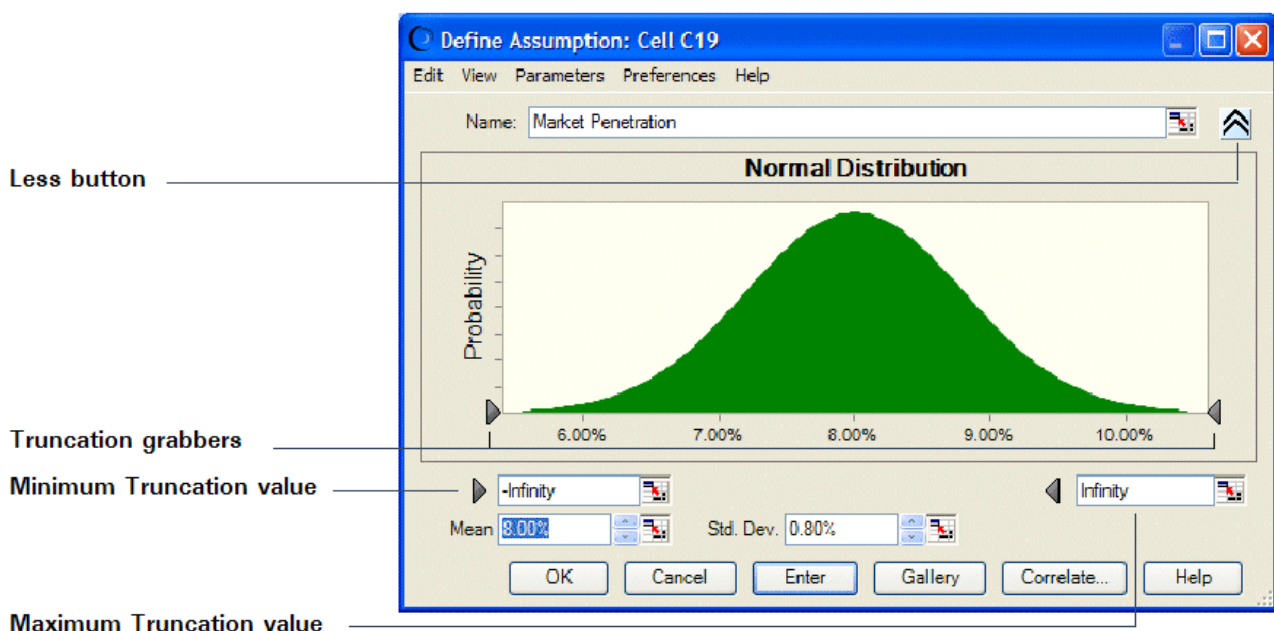 Define Assumption: Cell C19
Edit View Parameters Preferences Help
Name: Market Penetration
Less button
Normal Distribution
Probability
6.00% 7.00% 8.00% 9.00% 10.00%
Truncation grabbers
Minimum Truncation value
-Infinity Infinity
Mean 8.00% Std. Dev. 0.80%
OK Cancel Enter Gallery Correlate... Help
Maximum Truncation value